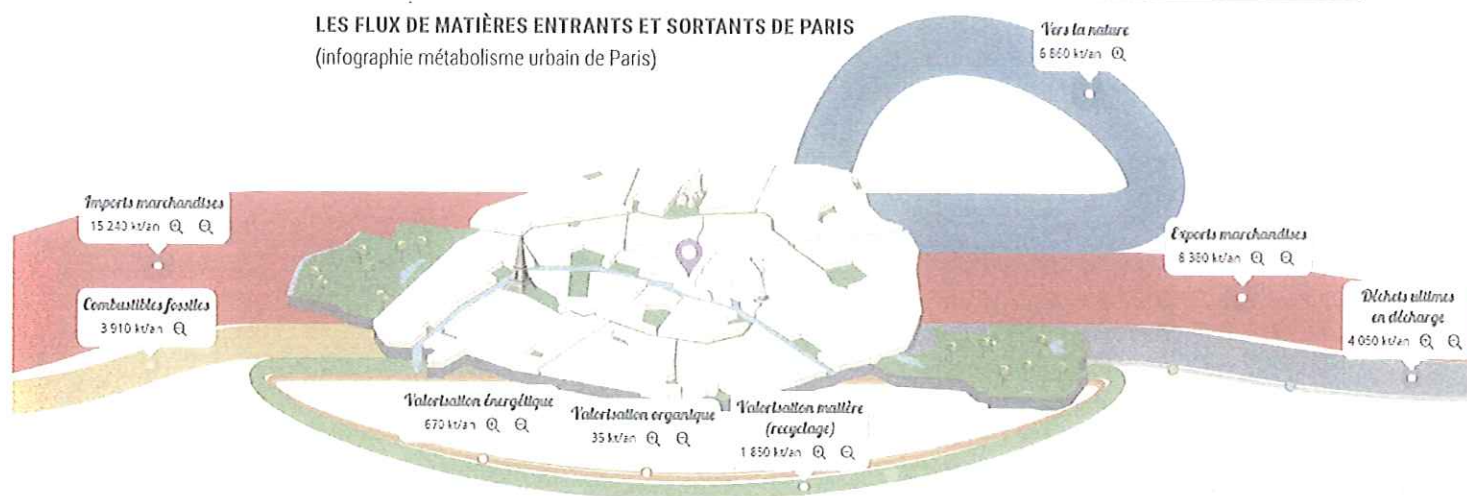 LES FLUX DE MATIÈRES ENTRANTS ET SORTANTS DE PARIS
(infographie métabolisme urbain de Paris)
Vers la nature
6 860 kt/an
Imports marchandises
15 240 kt/an
Combustibles fossiles
3 910 kt/an
Exports marchandises
8 380 kt/an
Déchets ultimes
en décharge
4 050 kt/an
Valorisation énergétique
670 kt/an
Valorisation organique
35 kt/an
Valorisation matière
(recyclage)
1 850 kt/an